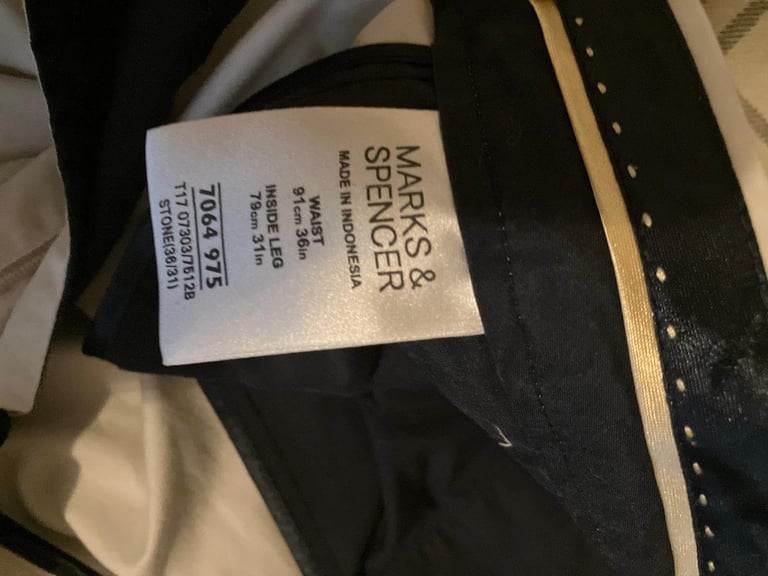 MARKS &
SPENCER
MADE IN INDONESIA
WAIST
91cm 36in
INSIDE LEG
79cm 31in
7064 975
T17 07303/7512B
STONE(36/31)